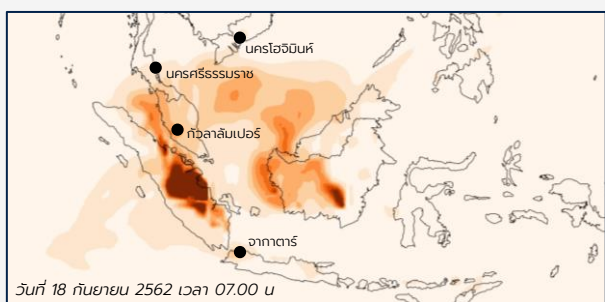 นครโฮจิมินห์
นครศรีธรรมราช
กัวลาลัมเปอร์
จาการ์ตาร์
วันที่ 18 กันยายน 2562 เวลา 07.00 น